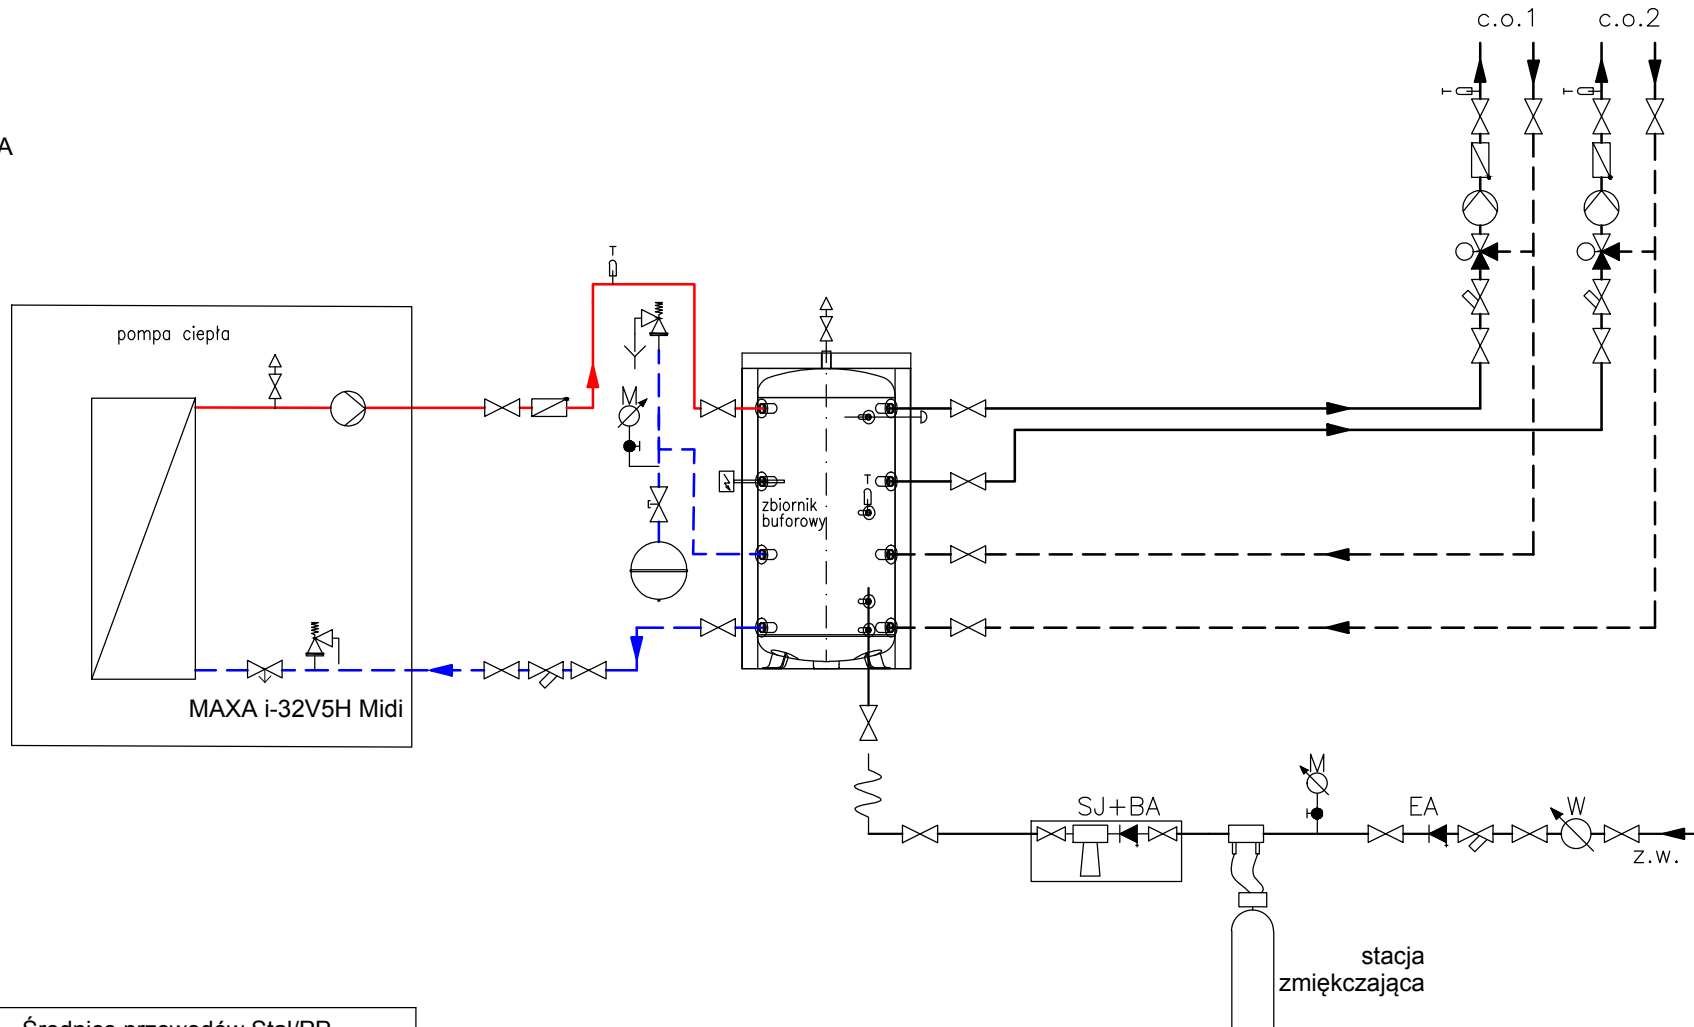 c.o.1
c.o.2
T
T
A
T
pompa ciepła
M
T
zbiornik
buforowy
MAXA i-32V5H Midi
M
SJ+BA
EA
W
z.w.
stacja
zmiękczająca